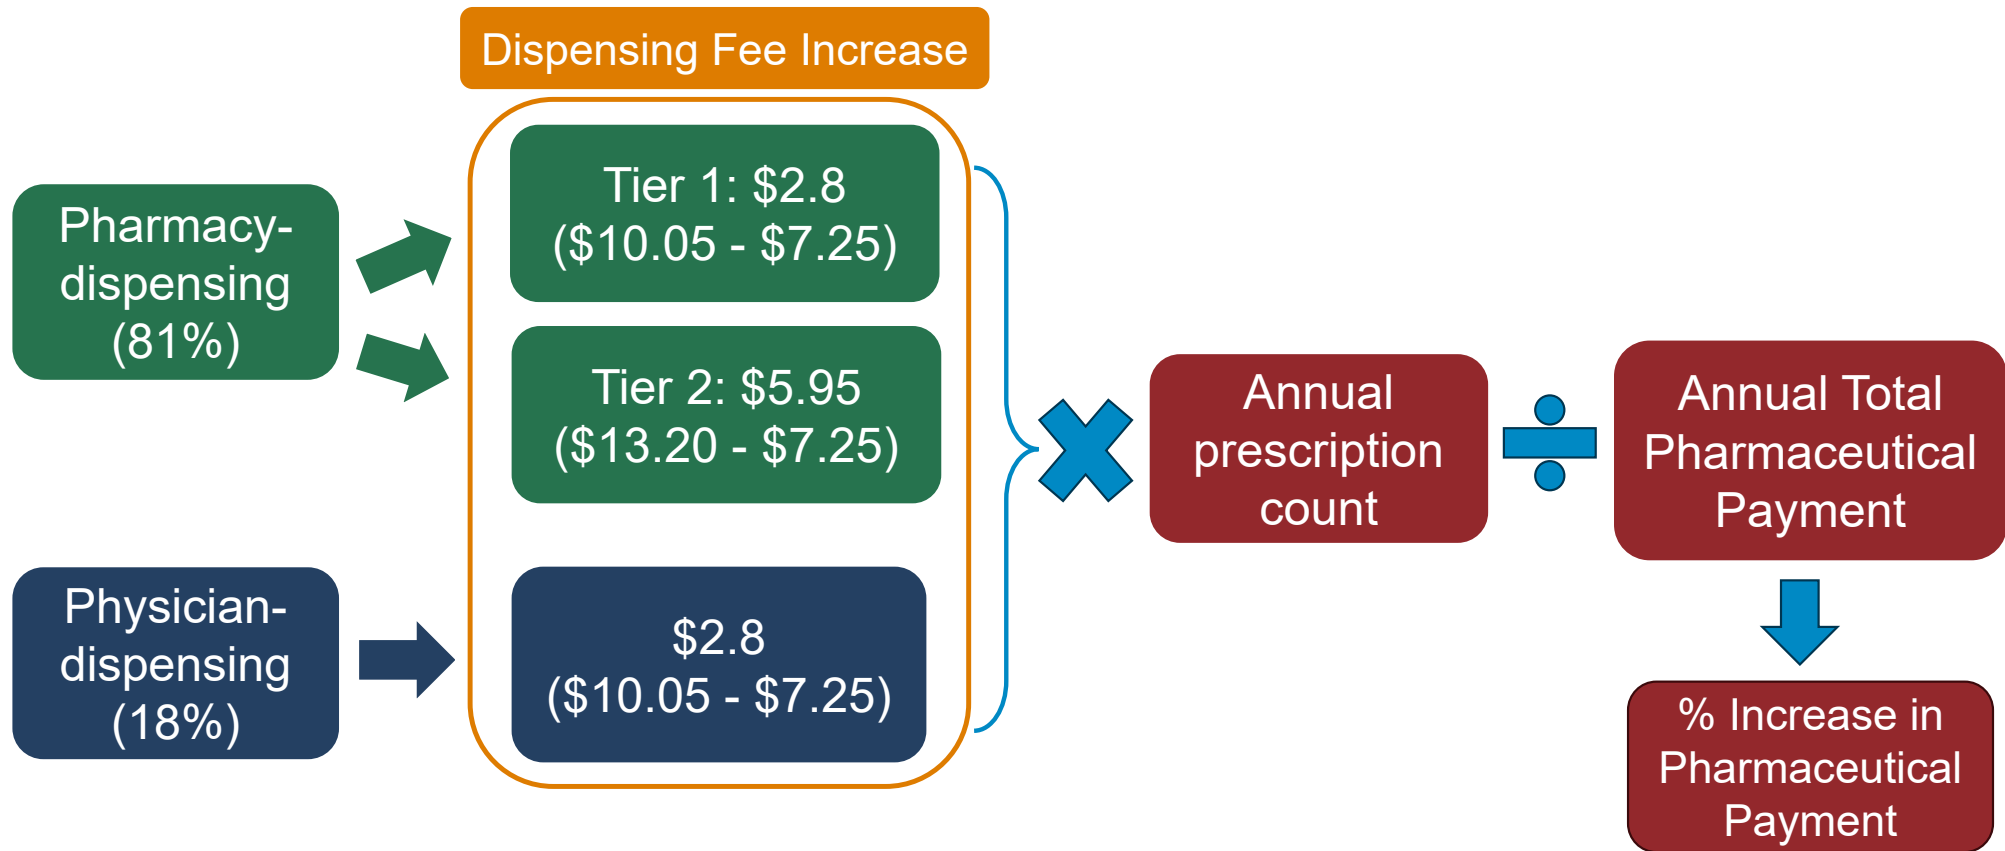 Dispensing Fee Increase
Pharmacy-
dispensing
(81%)
Tier 1: $2.8
($10.05 - $7.25)
Tier 2: $5.95
($13.20 - $7.25)
Physician-
dispensing
(18%)
$2.8
($10.05 - $7.25)
Annual
prescription
count
Annual Total
Pharmaceutical
Payment
% Increase in
Pharmaceutical
Payment